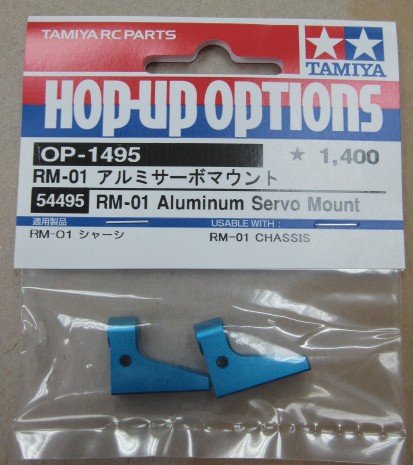 TAMIYA RC PARTS
TAMIYA
HOP-UP OPTIONS
OP-1495
★ 1,400
RM-01 アルミサーボマウント
54495 RM-01 Aluminum Servo Mount
適用製品
USABLE WITH :
RM-01 シャーシ
RM-01 CHASSIS